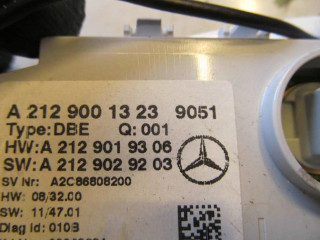 A 212 900 13 23 9051
Type: DBE Q: 001
HW: A 212 901 93 06
SW: A 212 902 92 03
SV Nr: A2C86808200
HW: 08/32.00
SW: 11/47.01
Diag Id: 010B